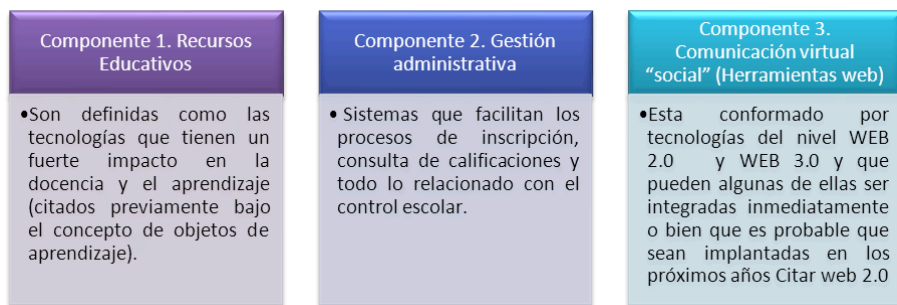 Componente 1. Recursos
Educativos
•Son definidas como las
tecnologías que tienen un
fuerte impacto en la
docencia y el aprendizaje
(citados previamente bajo
el concepto de objetos de
aprendizaje).
Componente 2. Gestión
administrativa
• Sistemas que facilitan los
procesos de inscripción,
consulta de calificaciones y
todo lo relacionado con el
control escolar.
Componente 3.
Comunicación virtual
“social” (Herramientas web)
•Esta conformado por
tecnologías del nivel WEB
2.0 y WEB 3.0 y que
pueden algunas de ellas ser
integradas inmediatamente
o bien que es probable que
sean implantadas en los
próximos años Citar web 2.0